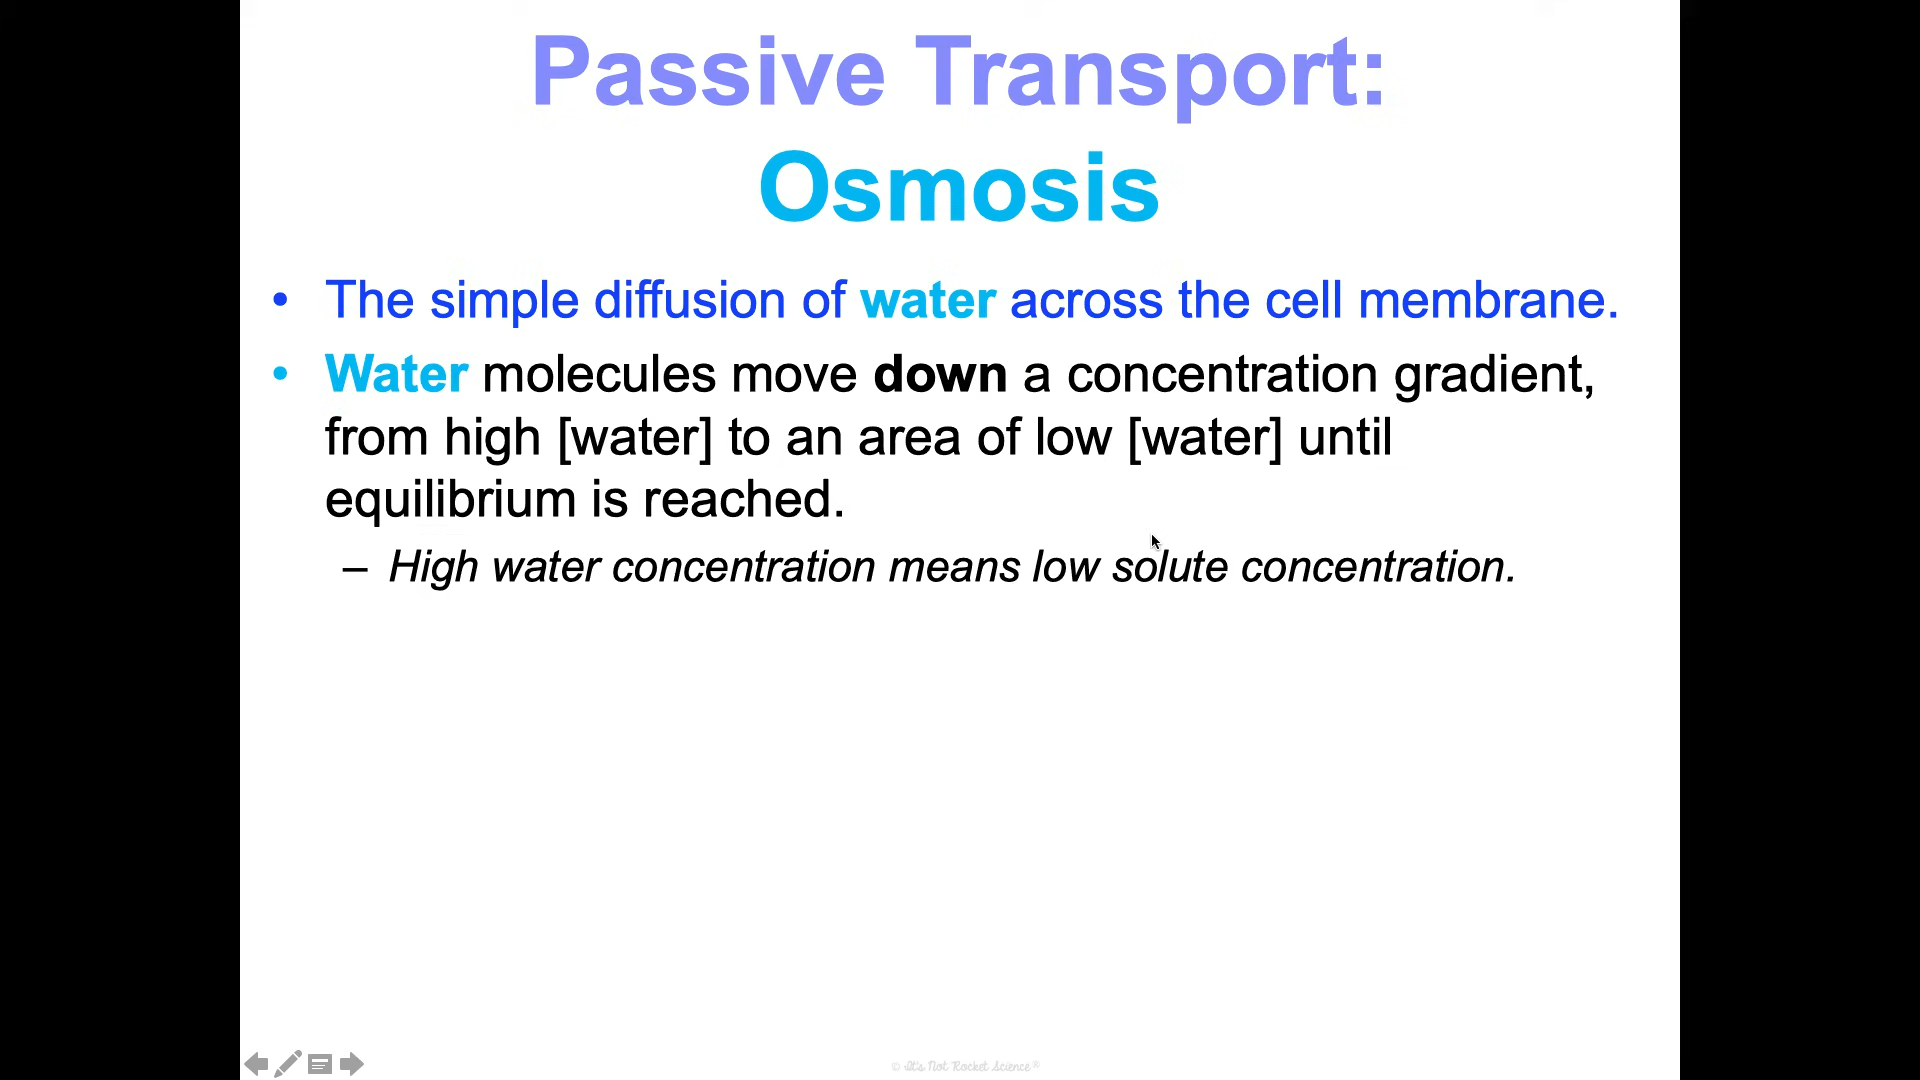 Passive Transport:
Osmosis
• The simple diffusion of water across the cell membrane.
• Water molecules move down a concentration gradient,
from high [water] to an area of low [water] until
equilibrium is reached.
– High water concentration means low solute concentration.
© It's Not Rocket Science®